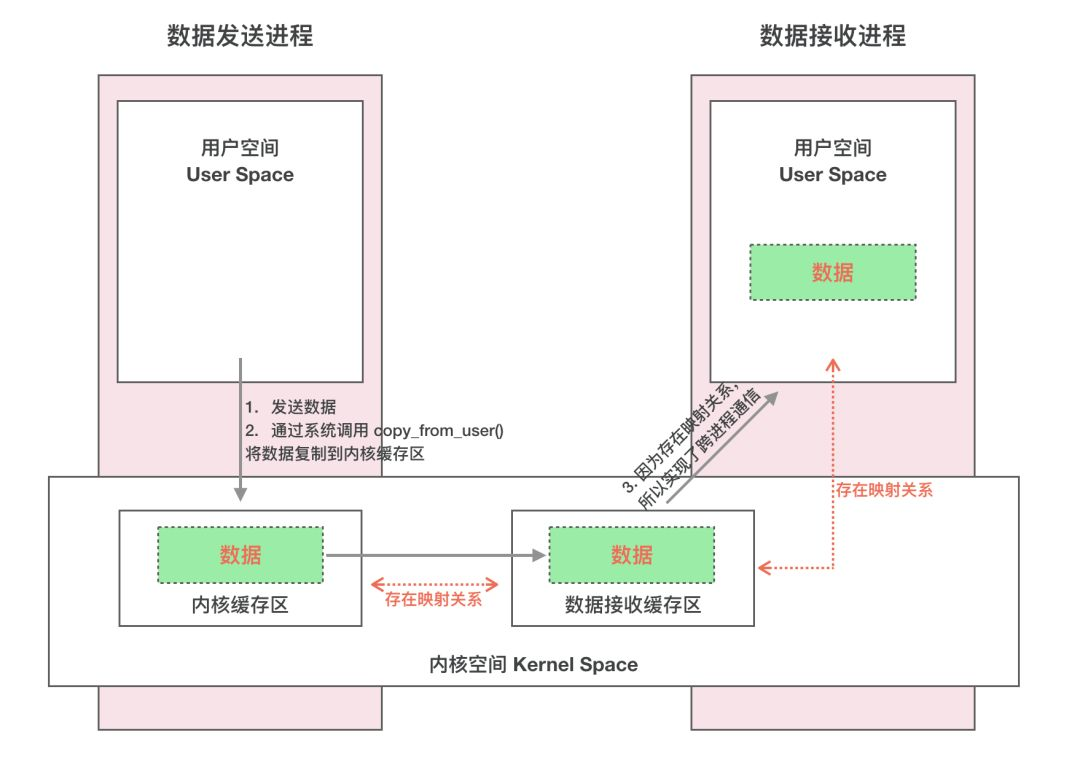 数据发送进程
数据接收进程
用户空间
User Space
用户空间
User Space
数据
1. 发送数据
2. 通过系统调用 copy_from_user()
将数据复制到内核缓存区
3. 因为存在映射关系，
所以实现了跨进程通信
存在映射关系
数据
内核缓存区
存在映射关系
数据
数据接收缓存区
内核空间 Kernel Space